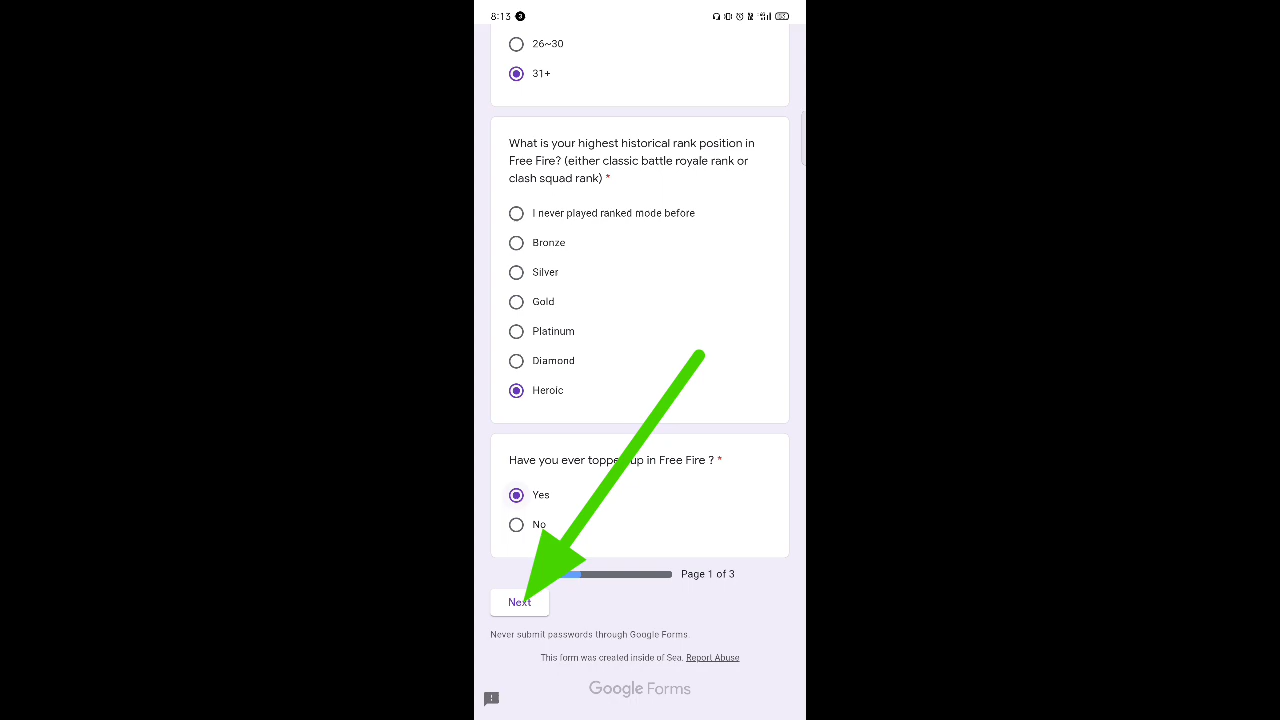 8:13 3
26~30
31+
What is your highest historical rank position in
Free Fire? (either classic battle royale rank or
clash squad rank) *
I never played ranked mode before
Bronze
Silver
Gold
Platinum
Diamond
Heroic
Have you ever topped up in Free Fire ? *
Yes
No
Page 1 of 3
Next
Never submit passwords through Google Forms.
This form was created inside of Sea. Report Abuse
Google Forms